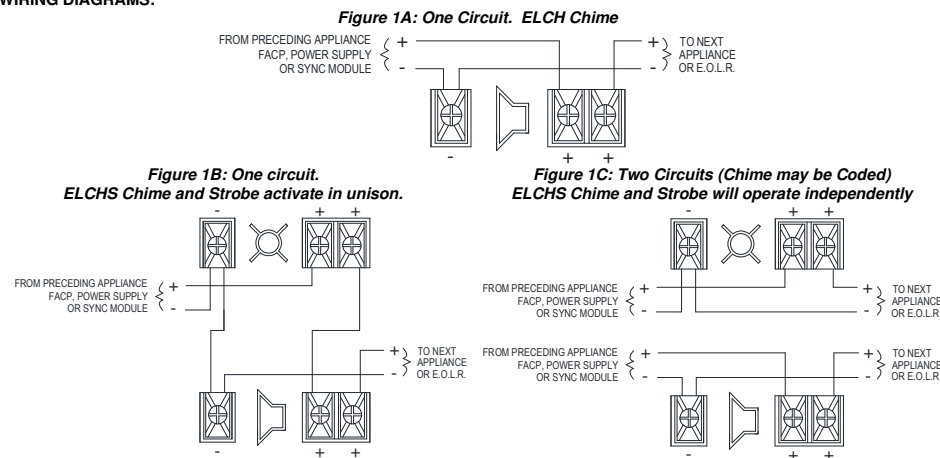 WIRING DIAGRAMS:
Figure 1A: One Circuit. ELCH Chime
FROM PRECEDING APPLIANCE
FACP, POWER SUPPLY
OR SYNC MODULE
+
-
+
-
TO NEXT
APPLIANCE
OR E.O.L.R.
-
+ +
Figure 1B: One circuit.
ELCHS Chime and Strobe activate in unison.
-
+ +
FROM PRECEDING APPLIANCE
FACP, POWER SUPPLY
OR SYNC MODULE
+
-
+
-
TO NEXT
APPLIANCE
OR E.O.L.R.
-
+ +
Figure 1C: Two Circuits (Chime may be Coded)
ELCHS Chime and Strobe will operate independently
-
+ +
FROM PRECEDING APPLIANCE
FACP, POWER SUPPLY
OR SYNC MODULE
+
-
+
-
TO NEXT
APPLIANCE
OR E.O.L.R
FROM PRECEDING APPLIANCE
FACP, POWER SUPPLY
OR SYNC MODULE
+
-
+
-
TO NEXT
APPLIANCE
OR E.O.L.R
-
+ +